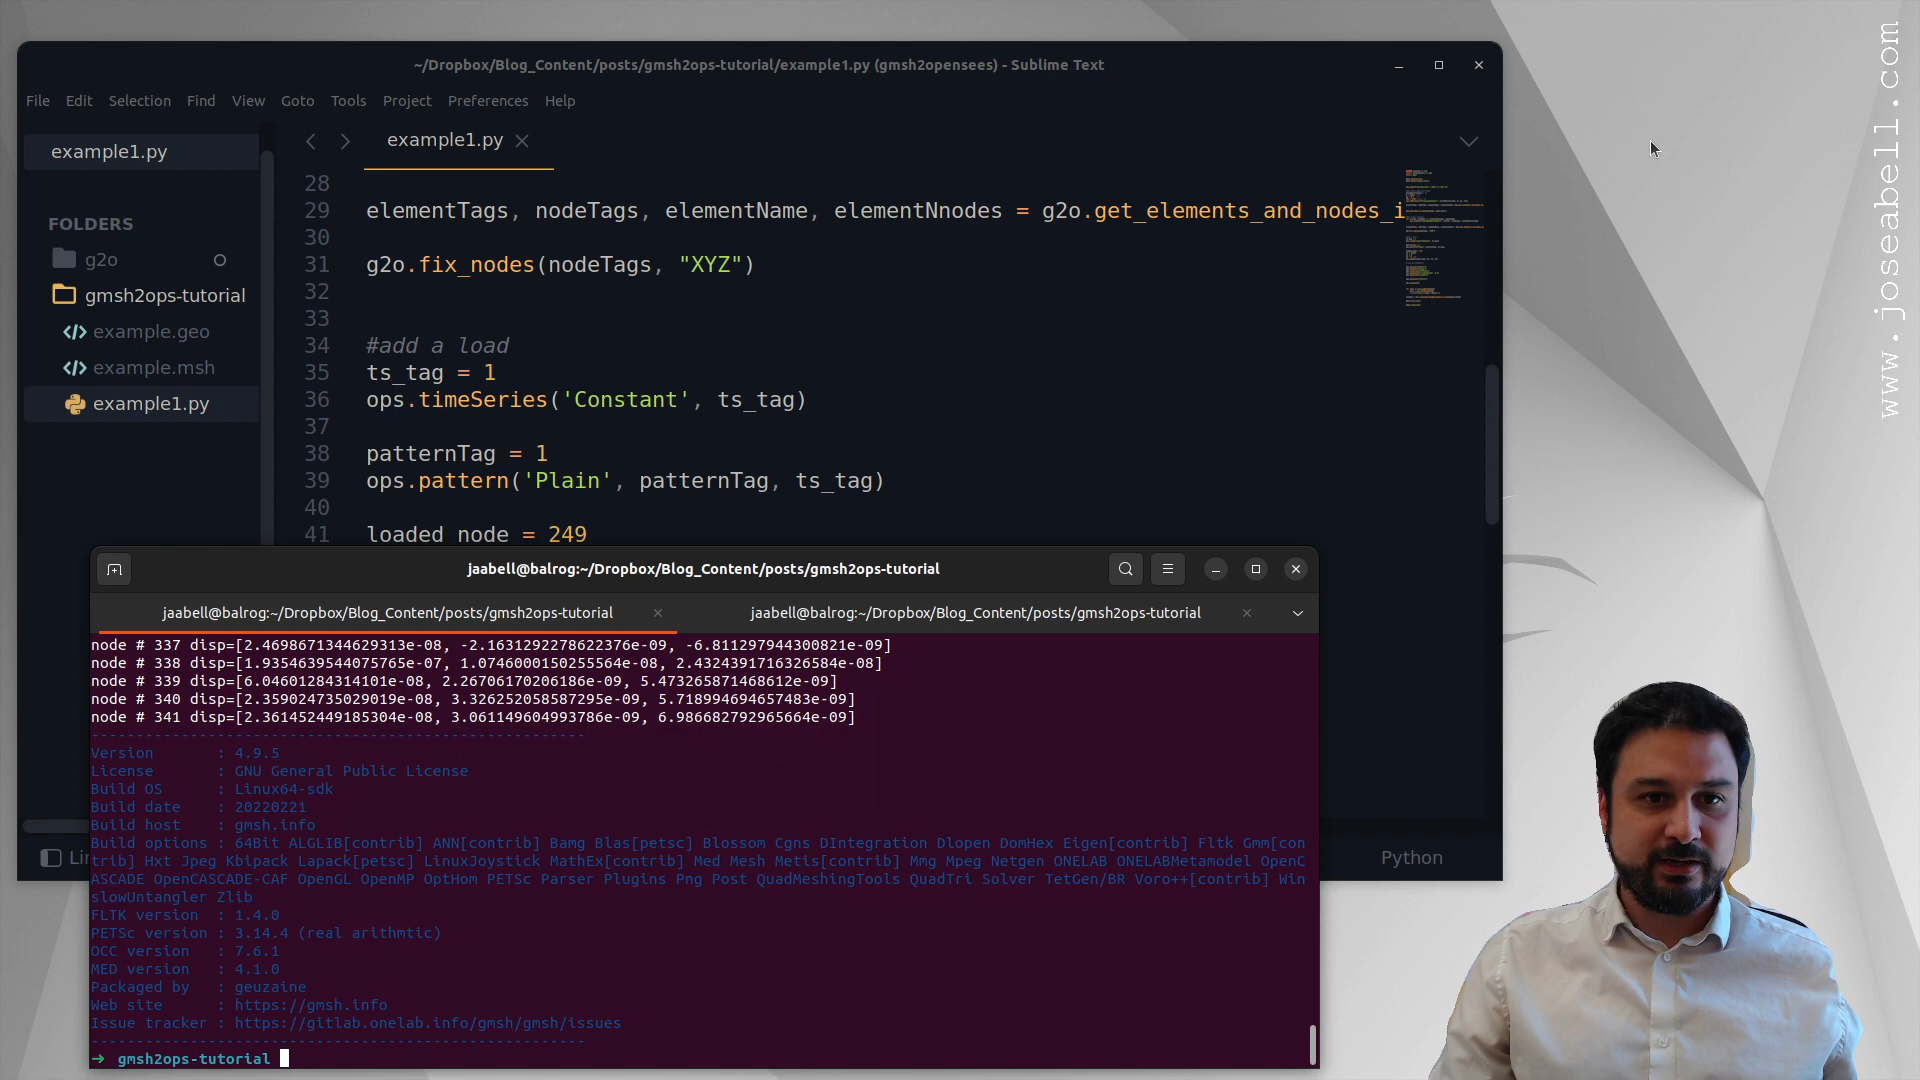 ~/Dropbox/Blog_Content/posts/gmsh2ops-tutorial/example1.py (gmsh2opensees) - Sublime Text
File Edit Selection Find View Goto Tools Project Preferences Help
example1.py
example1.py
FOLDERS
g2o
gmsh2ops-tutorial
example.geo
example.msh
example1.py
28
29 elementTags, nodeTags, elementName, elementNnodes = g2o.get_elements_and_nodes_i
30
31 g2o.fix_nodes(nodeTags, "XYZ")
32
33
34 #add a load
35 ts_tag = 1
36 ops.timeSeries('Constant', ts_tag)
37
38 patternTag = 1
39 ops.pattern('Plain', patternTag, ts_tag)
40
41 loaded_node = 249
Lin
Python
jaabell@balrog:~/Dropbox/Blog_Content/posts/gmsh2ops-tutorial
jaabell@balrog:~/Dropbox/Blog_Content/posts/gmsh2ops-tutorial
jaabell@balrog:~/Dropbox/Blog_Content/posts/gmsh2ops-tutorial
node # 337 disp=[2.4698671344629313e-08, -2.1631292278622376e-09, -6.811297944300821e-09]
node # 338 disp=[1.9354639544075765e-07, 1.0746000150255564e-08, 2.4324391716326584e-08]
node # 339 disp=[6.04601284314101e-08, 2.26706170206186e-09, 5.473265871468612e-09]
node # 340 disp=[2.359024735029019e-08, 3.326252058587295e-09, 5.718994694657483e-09]
node # 341 disp=[2.361452449185304e-08, 3.061149604993786e-09, 6.986682792965664e-09]
-------------------------------------------------------
Version : 4.9.5
License : GNU General Public License
Build OS : Linux64-sdk
Build date : 20220221
Build host : gmsh.info
Build options : 64Bit ALGLIB[contrib] ANN[contrib] Bamg Blas[petsc] Blossom Cgns DIntegration Dlopen DomHex Eigen[contrib] Fltk Gmm[con
trib] Hxt Jpeg Kbipack Lapack[petsc] LinuxJoystick MathEx[contrib] Med Mesh Metis[contrib] Mmg Mpeg Netgen ONELAB ONELABMetamodel OpenC
ASCADE OpenCASCADE-CAF OpenGL OpenMP OptHom PETSc Parser Plugins Png Post QuadMeshingTools QuadTri Solver TetGen/BR Voro++[contrib] Win
slowUntangler Zlib
FLTK version : 1.4.0
PETSc version : 3.14.4 (real arithmtic)
OCC version : 7.6.1
MED version : 4.1.0
Packaged by : geuzaine
Web site : https://gmsh.info
Issue tracker : https://gitlab.onelab.info/gmsh/gmsh/issues
-------------------------------------------------------
➜ gmsh2ops-tutorial
www.joseabell.com